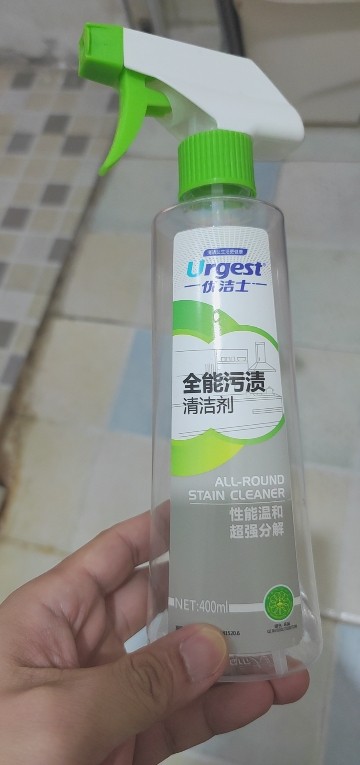 Urgest
优洁士
全能污渍
清洁剂
ALL-ROUND
STAIN CLEANER
性能温和
超强分解
NET:400ml